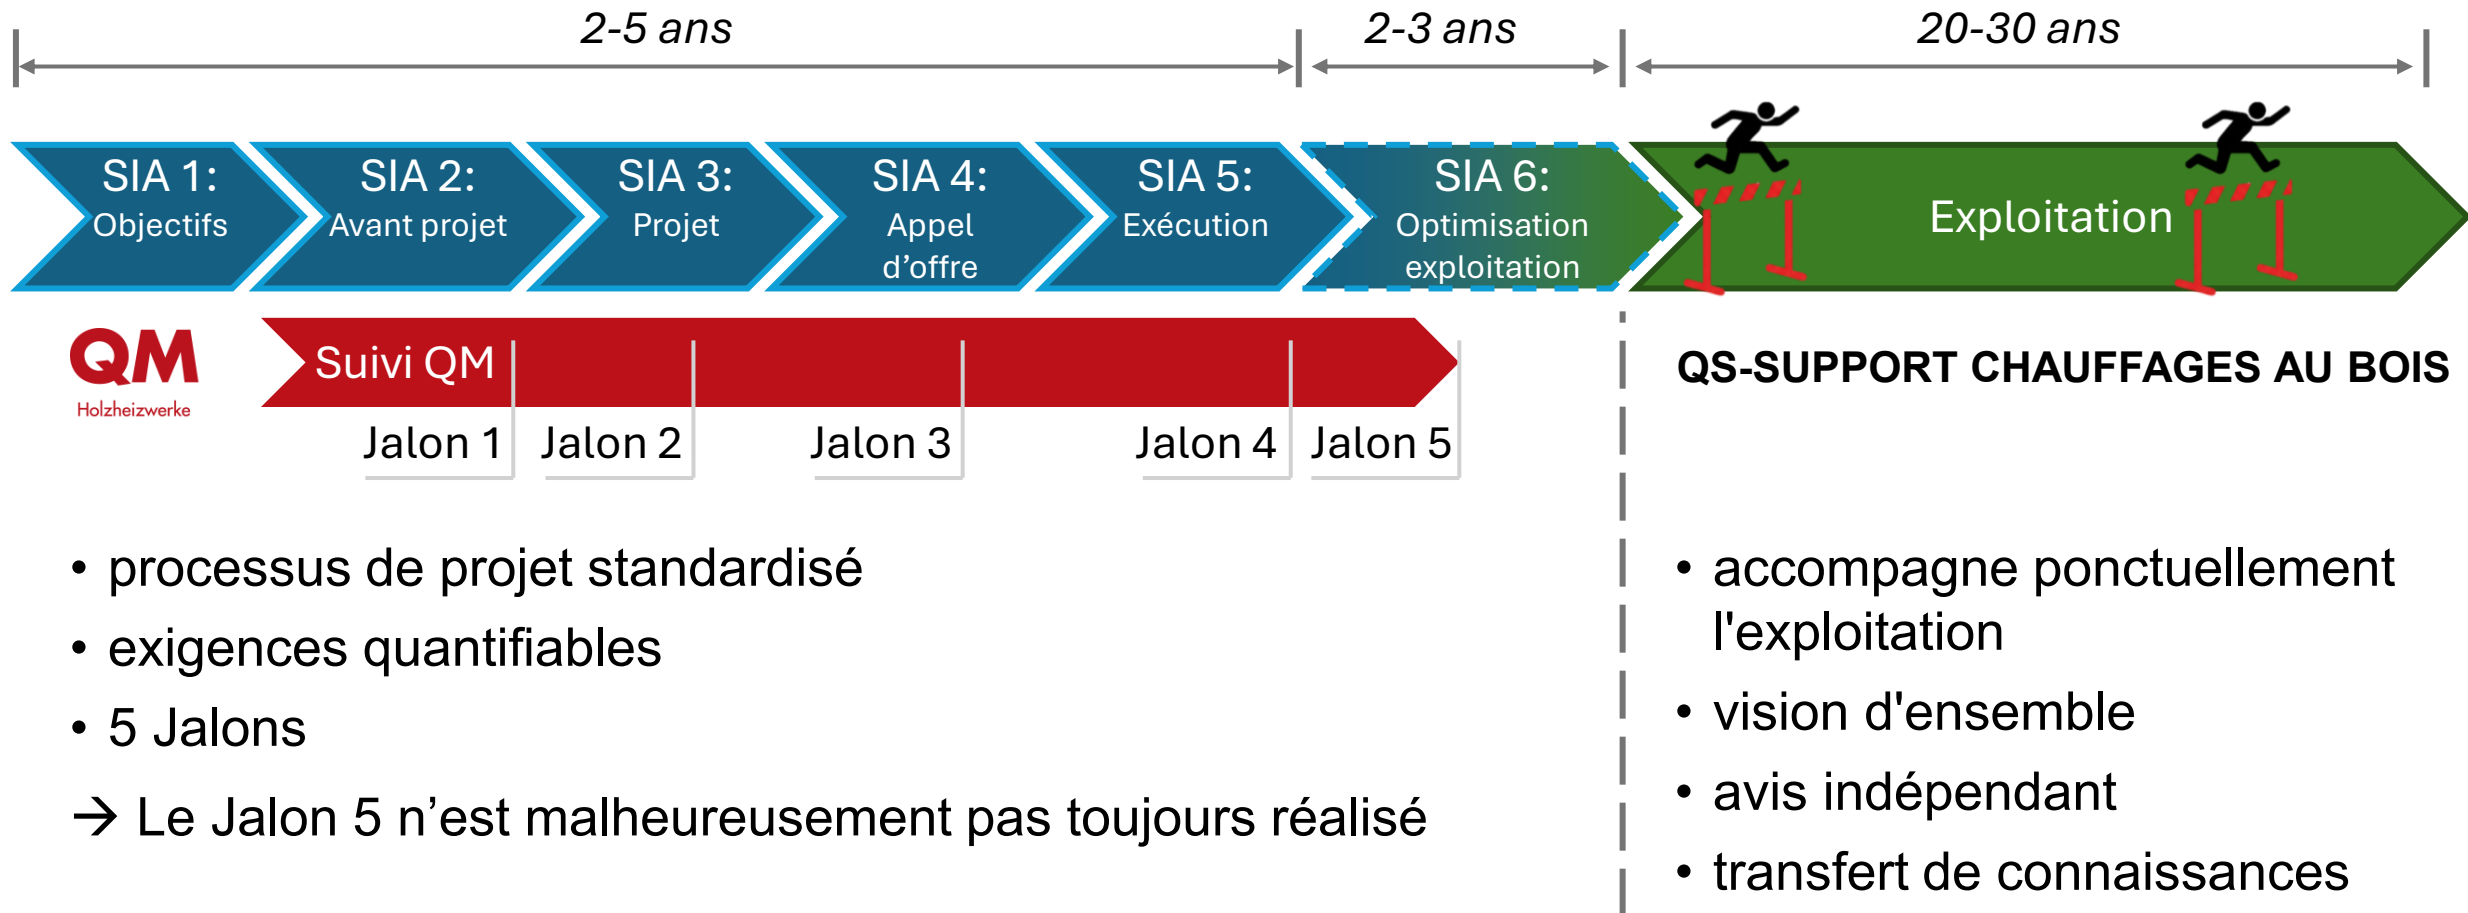 2-5 ans
2-3 ans
20-30 ans
SIA 1:
Objectifs
SIA 2:
Avant projet
SIA 3:
Projet
SIA 4:
Appel
d’offre
SIA 5:
Exécution
SIA 6:
Optimisation
exploitation
Exploitation
QM
Holzheizwerke
Suivi QM
Jalon 1
Jalon 2
Jalon 3
Jalon 4
Jalon 5
QS-SUPPORT CHAUFFAGES AU BOIS
• processus de projet standardisé
• exigences quantifiables
• 5 Jalons
→ Le Jalon 5 n’est malheureusement pas toujours réalisé
• accompagne ponctuellement
l'exploitation
• vision d'ensemble
• avis indépendant
• transfert de connaissances